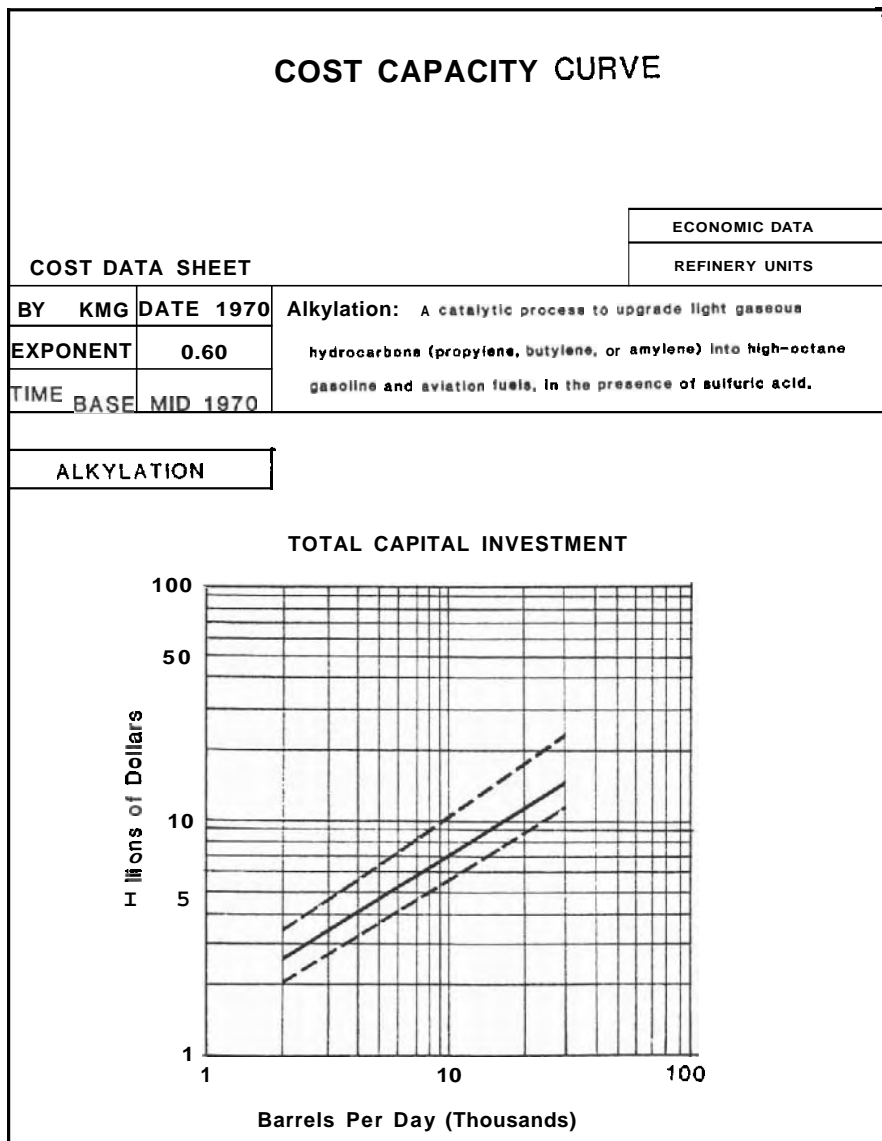 COST CAPACITY CURVE
ECONOMIC DATA
COST DATA SHEET
REFINERY UNITS
BY KMG DATE 1970
EXPONENT 0.60
TIME BASE MID 1970
Alkylation: A catalytic process to upgrade light gaseous
hydrocarbons (propylene, butylene, or amylene) into high-octane
gasoline and aviation fuels, in the presence of sulfuric acid.
ALKYLATION
TOTAL CAPITAL INVESTMENT
100
50
10
5
1
of Dollars
1 10 100
Barrels Per Day (Thousands)